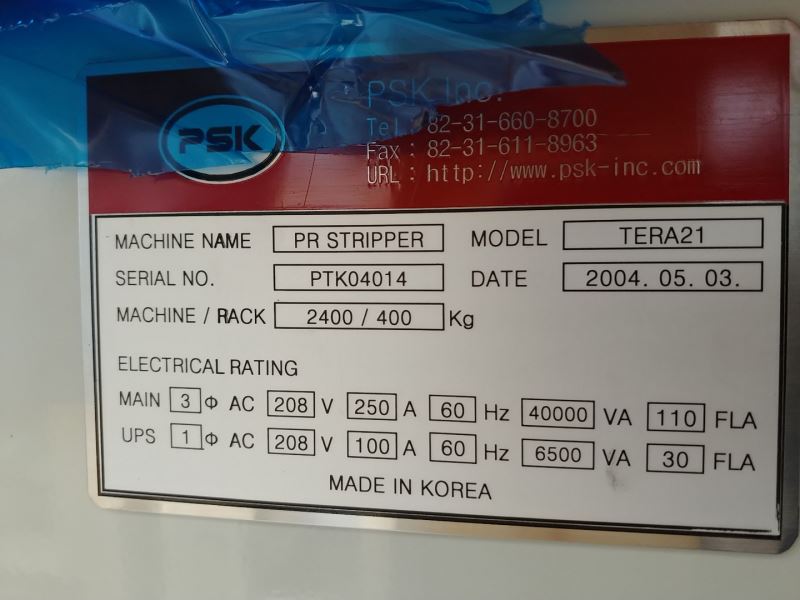 PSK
PSK Inc.
Tel : 82-31-660-8700
Fax : 82-31-611-8963
URL : http://www.psk-inc.com
MACHINE NAME PR STRIPPER MODEL TERA21
SERIAL NO. PTK04014 DATE 2004. 05. 03.
MACHINE / RACK 2400 / 400 Kg
ELECTRICAL RATING
MAIN 3 Φ AC 208 V 250 A 60 Hz 40000 VA 110 FLA
UPS 1 Φ AC 208 V 100 A 60 Hz 6500 VA 30 FLA
MADE IN KOREA